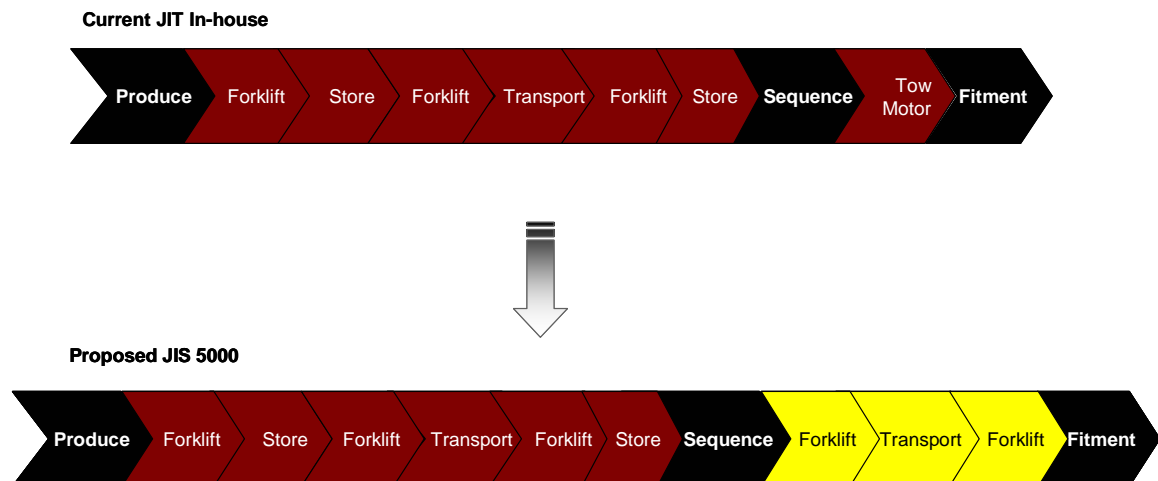 Current JIT In-house
Produce Forklift Store Forklift Transport Forklift Store Sequence Tow Motor Fitment
Proposed JIS 5000
Produce Forklift Store Forklift Transport Forklift Store Sequence Forklift Transport Forklift Fitment